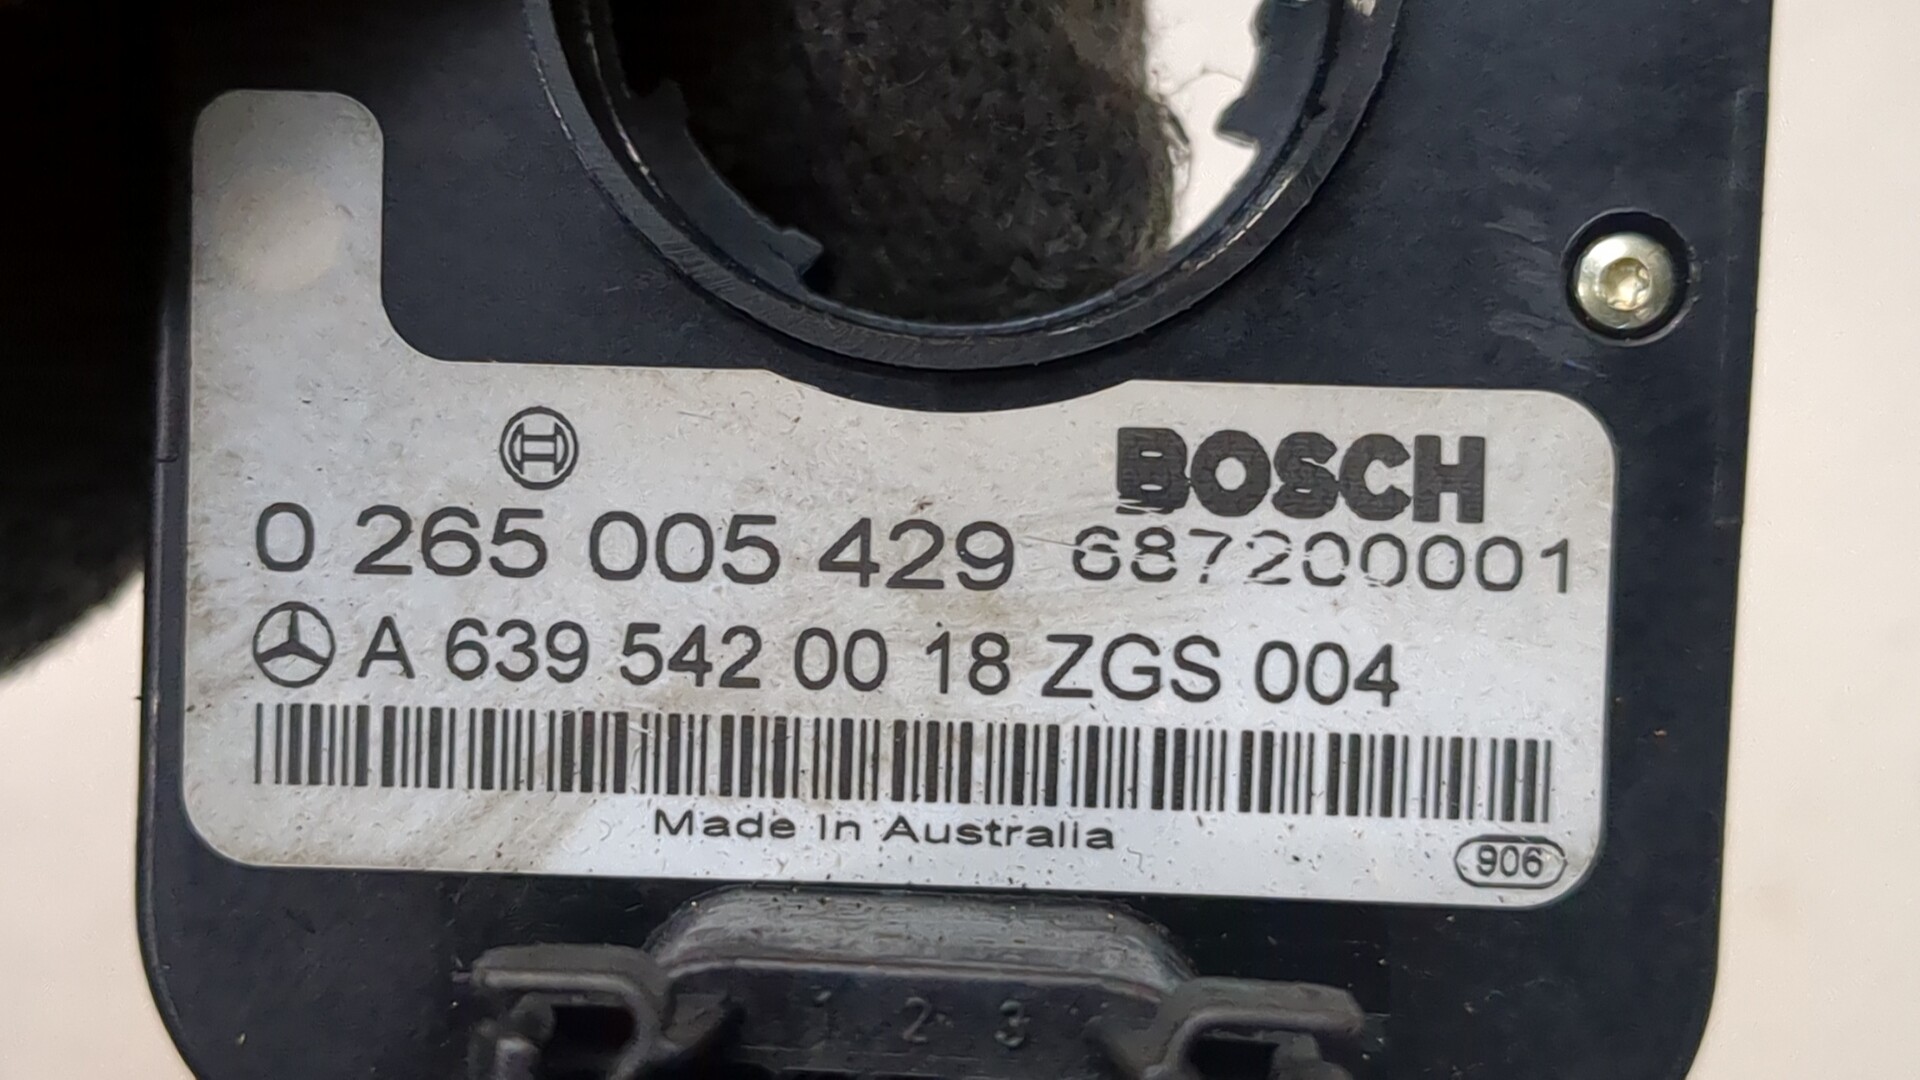 BOSCH
0 265 005 429 687200001
A 639 542 00 18 ZGS 004
Made In Australia
906
1 2 3